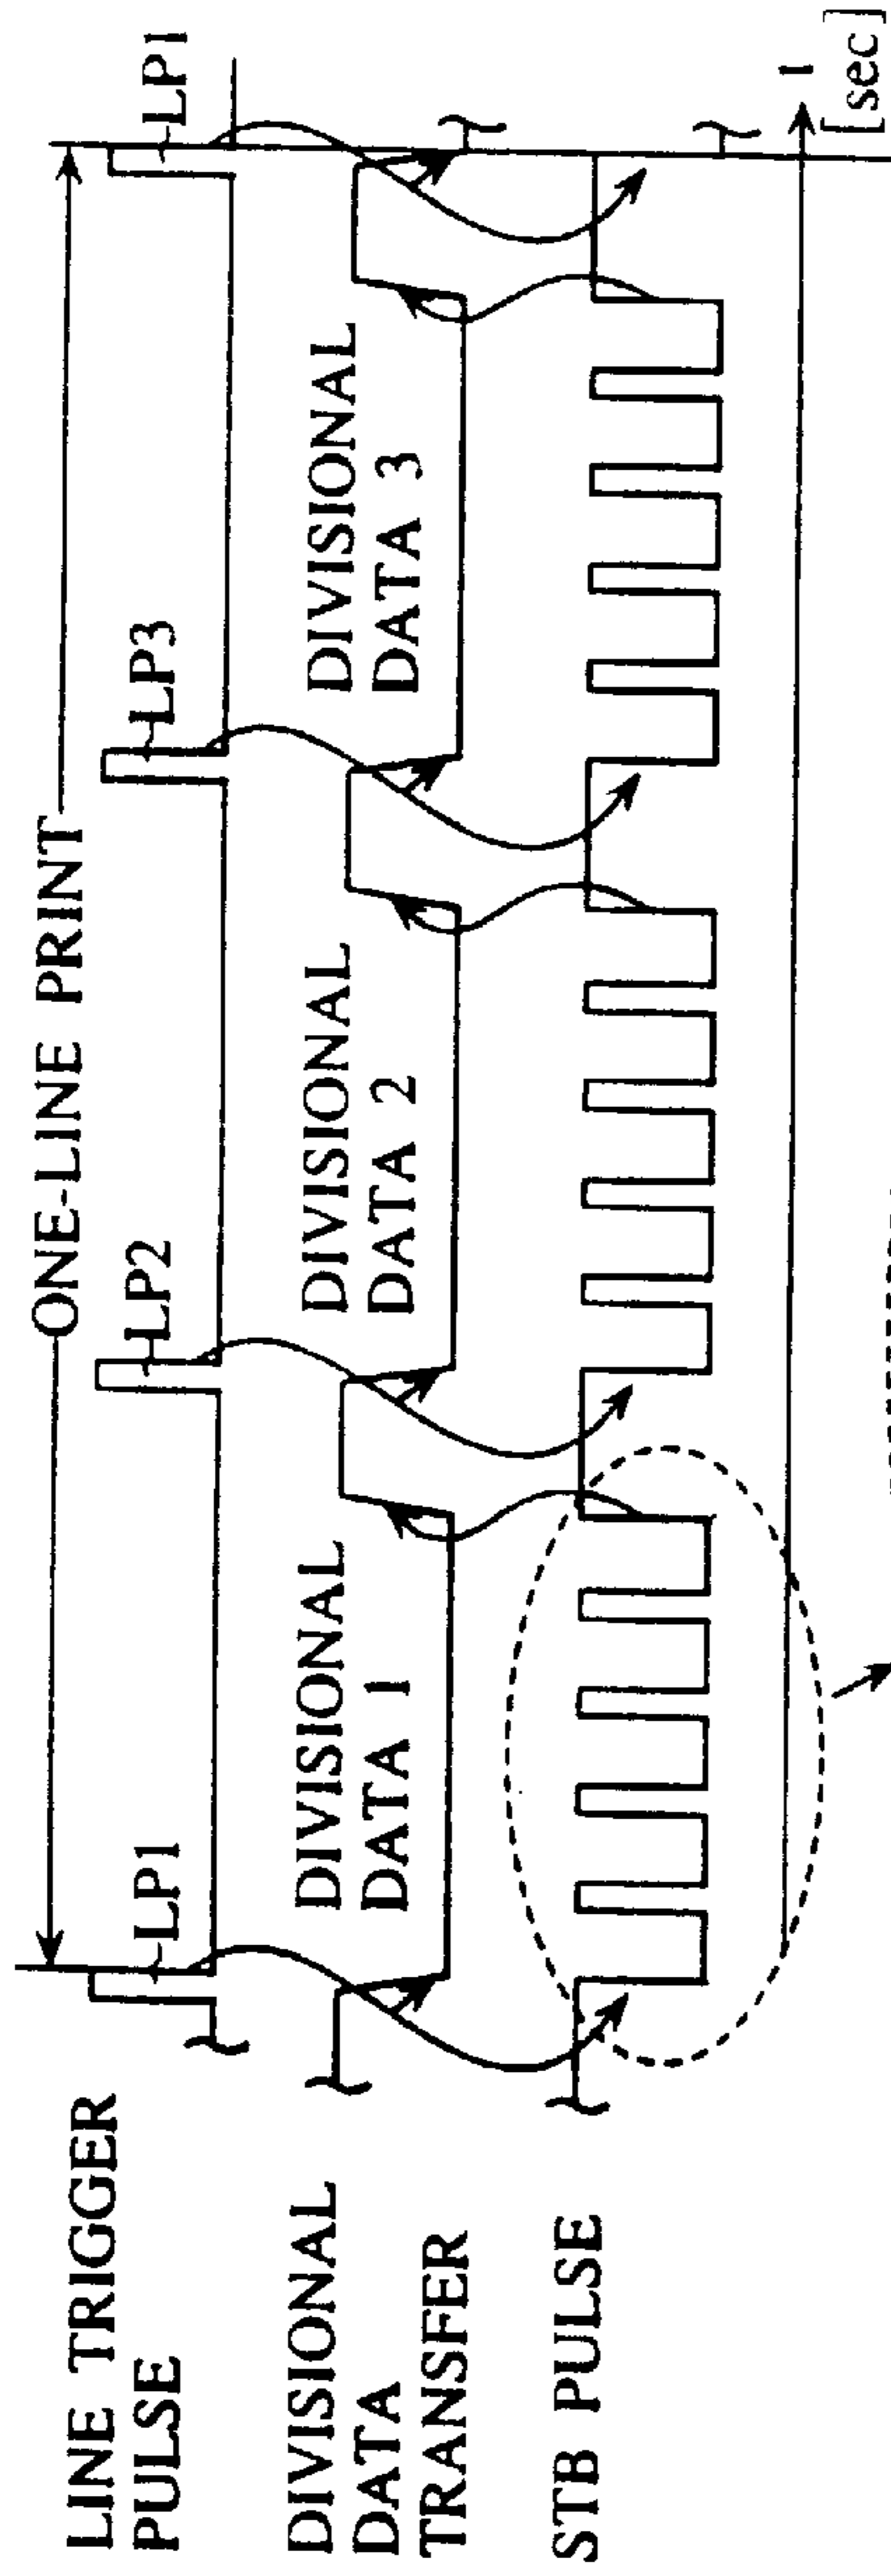 ONE-LINE PRINT
LINE TRIGGER
PULSE
LP1
LP2
LP3
LP1
DIVISIONAL
DATA
TRANSFER
DIVISIONAL
DATA 1
DIVISIONAL
DATA 2
DIVISIONAL
DATA 3
STB PULSE
t
[sec]